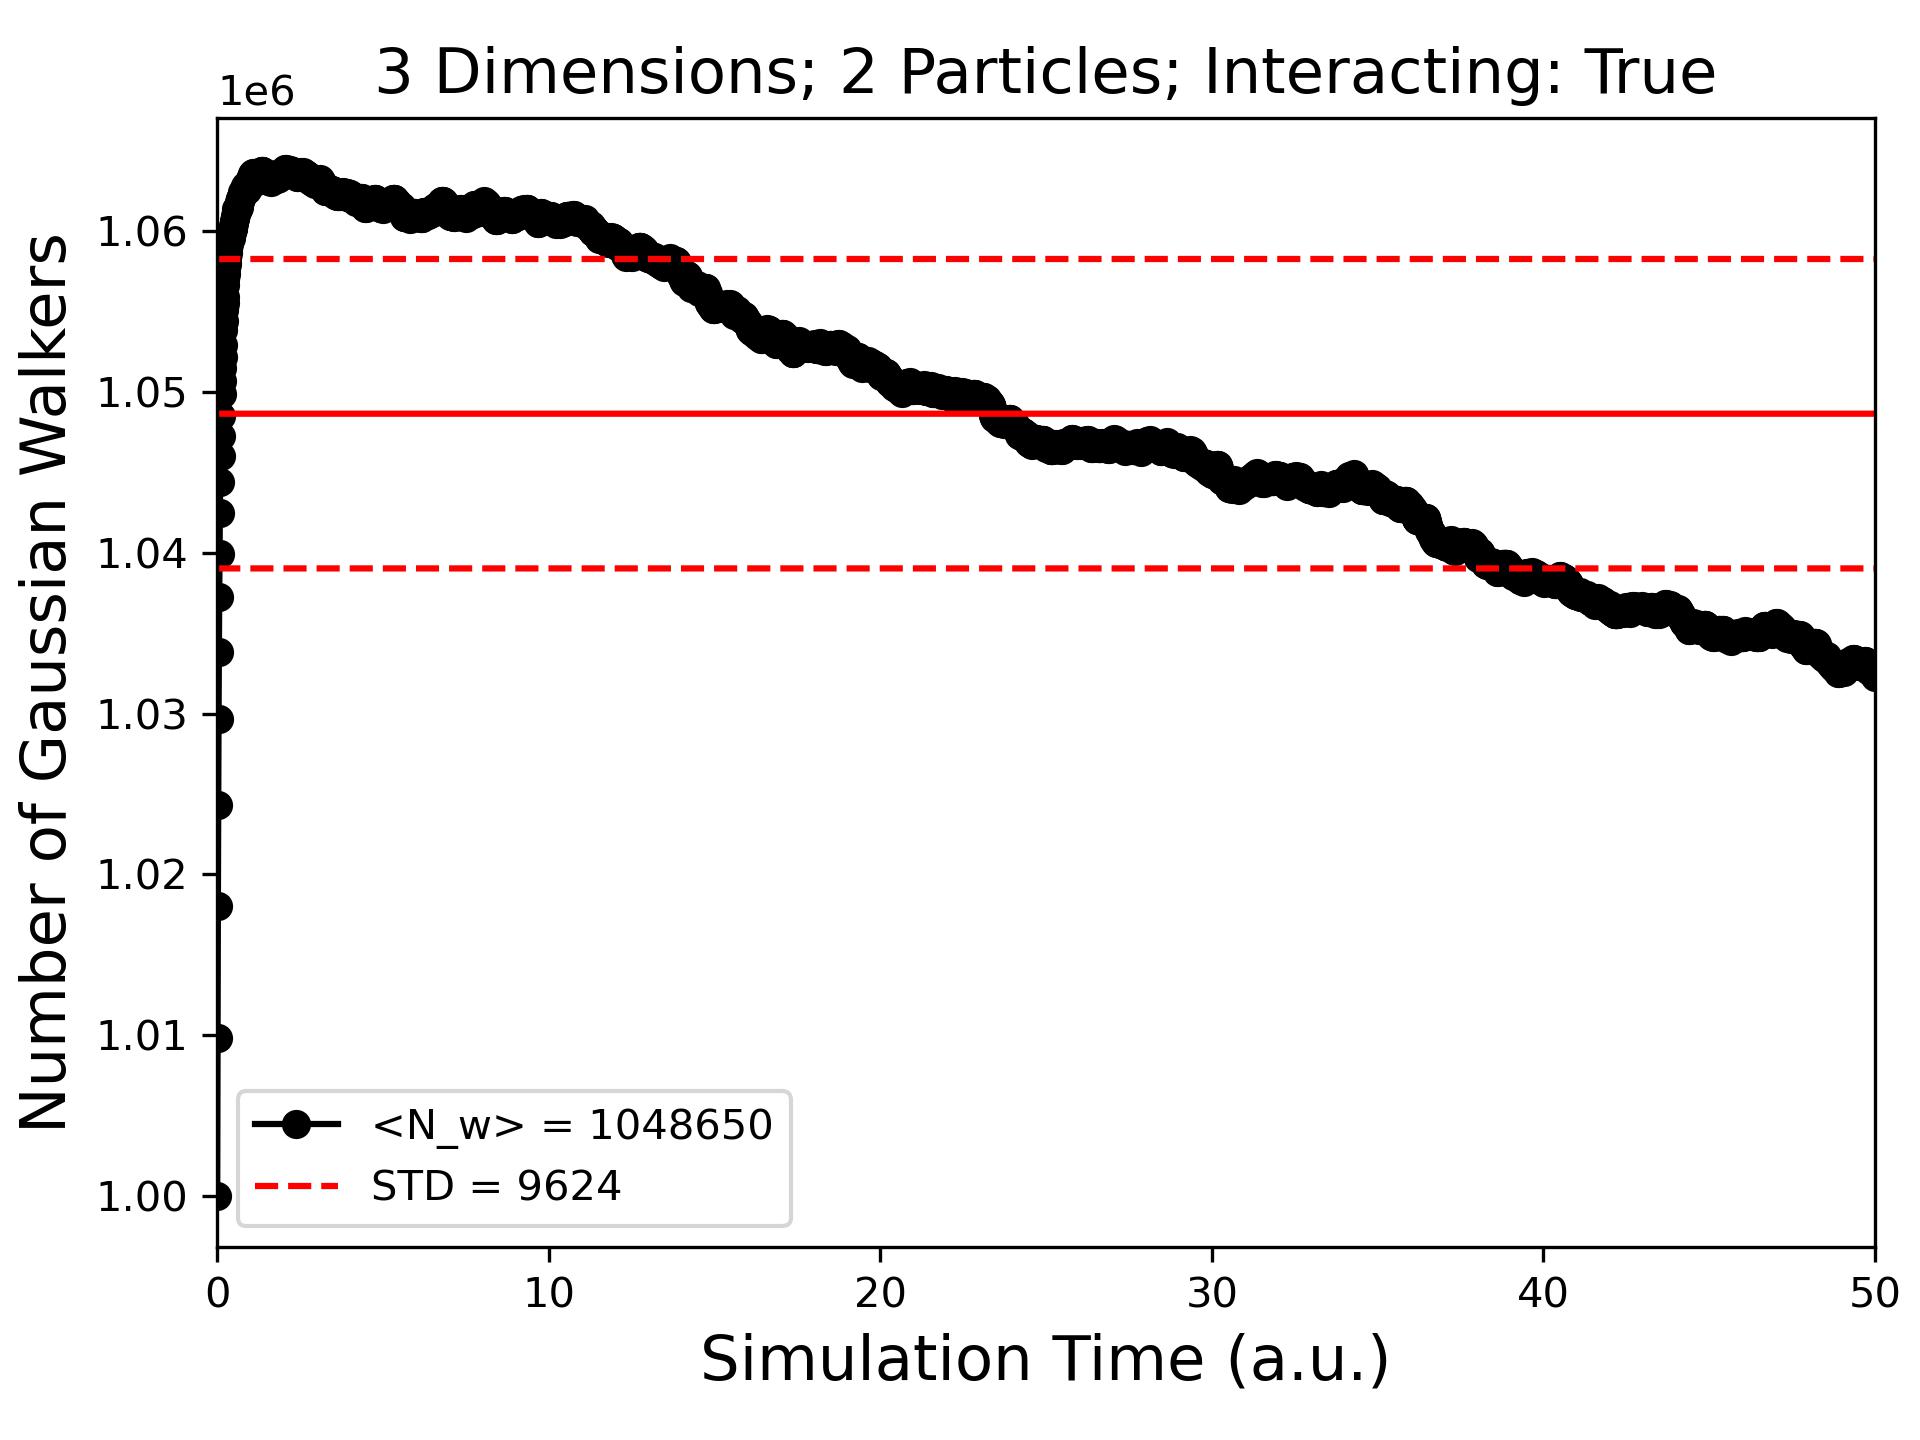 3 Dimensions; 2 Particles; Interacting: True
1e6
Number of Gaussian Walkers
1.06
1.05
1.04
1.03
1.02
1.01
1.00
<N_w> = 1048650
STD = 9624
0 10 20 30 40 50
Simulation Time (a.u.)